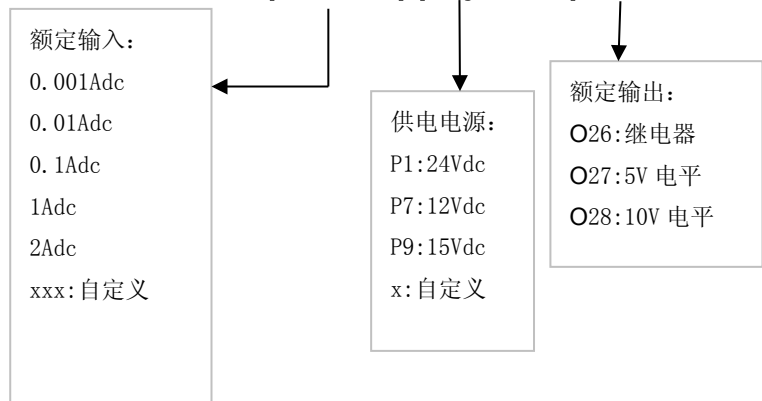 额定输入:
0.001Adc
0.01Adc
0.1Adc
1Adc
2Adc
xxx:自定义
供电电源:
P1:24Vdc
P7:12Vdc
P9:15Vdc
x:自定义
额定输出:
O26:继电器
O27:5V 电平
O28:10V 电平